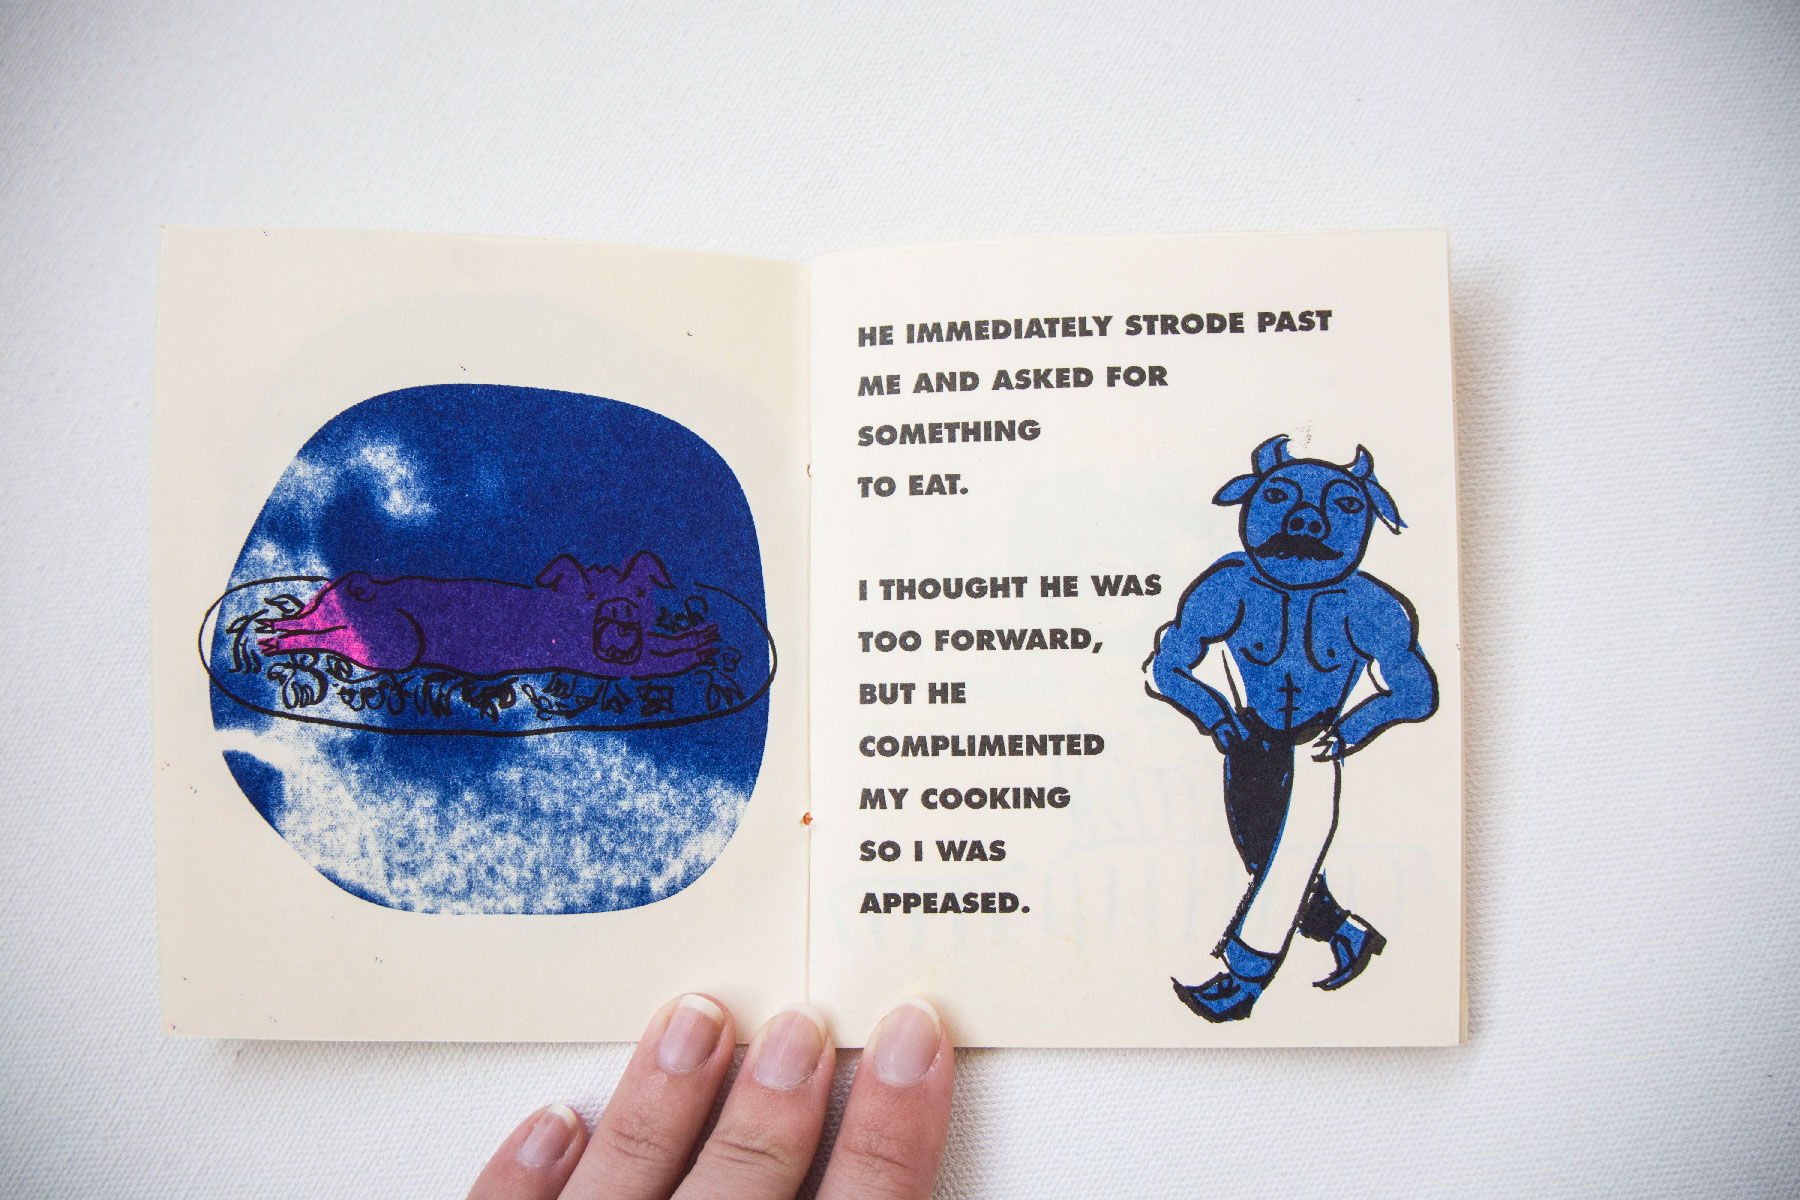 HE IMMEDIATELY STRODE PAST
ME AND ASKED FOR
SOMETHING
TO EAT.
I THOUGHT HE WAS
TOO FORWARD,
BUT HE
COMPLIMENTED
MY COOKING
SO I WAS
APPEASED.